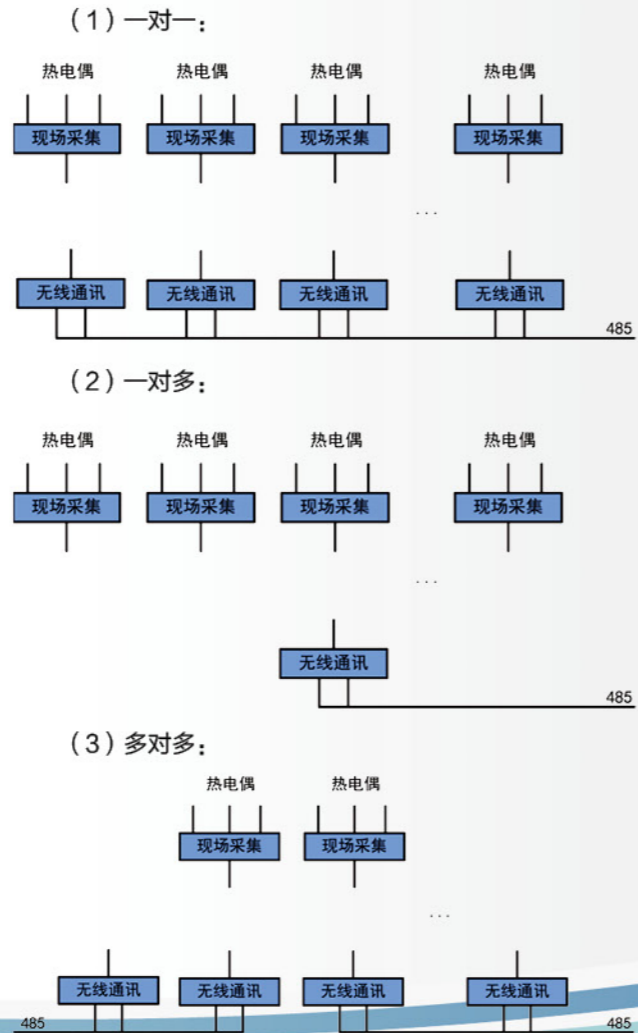 （1）一对一：
热电偶 热电偶 热电偶 热电偶
现场采集 现场采集 现场采集 现场采集
...
无线通讯 无线通讯 无线通讯 无线通讯
485
（2）一对多：
热电偶 热电偶 热电偶 热电偶
现场采集 现场采集 现场采集 现场采集
...
无线通讯
485
（3）多对多：
热电偶 热电偶
现场采集 现场采集
...
无线通讯 无线通讯 无线通讯 无线通讯
485 485